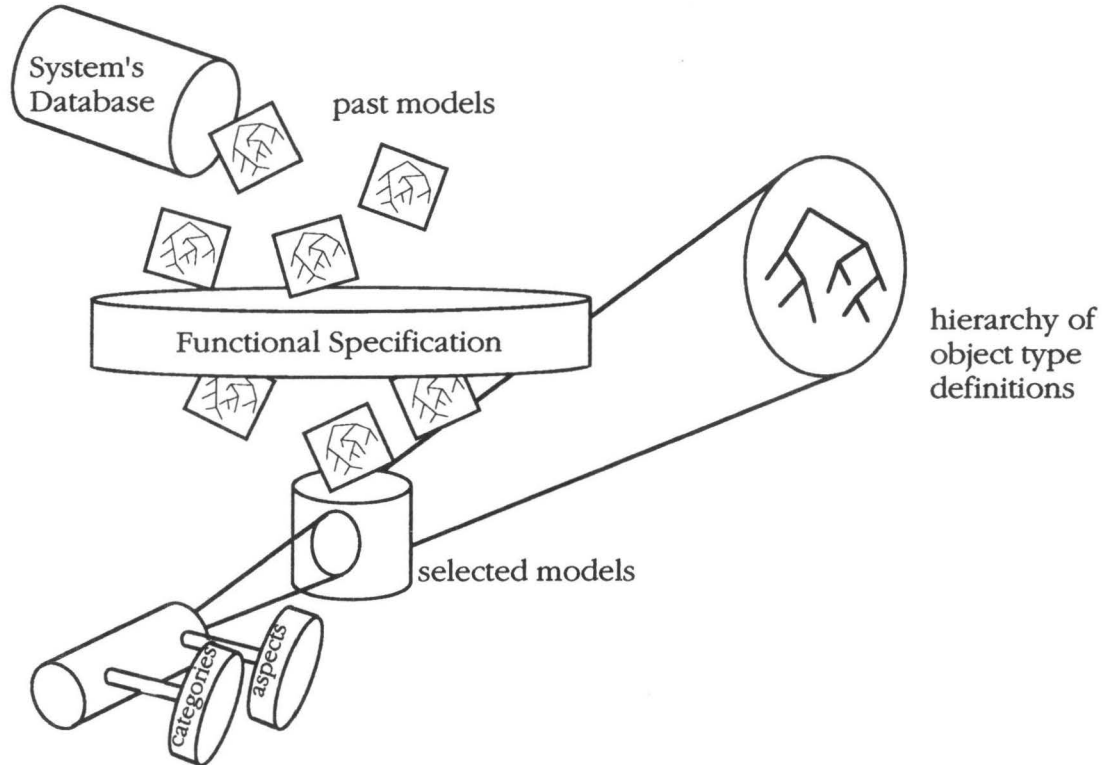 System's
Database
past models
Functional Specification
hierarchy of
object type
definitions
selected models
categories
aspects